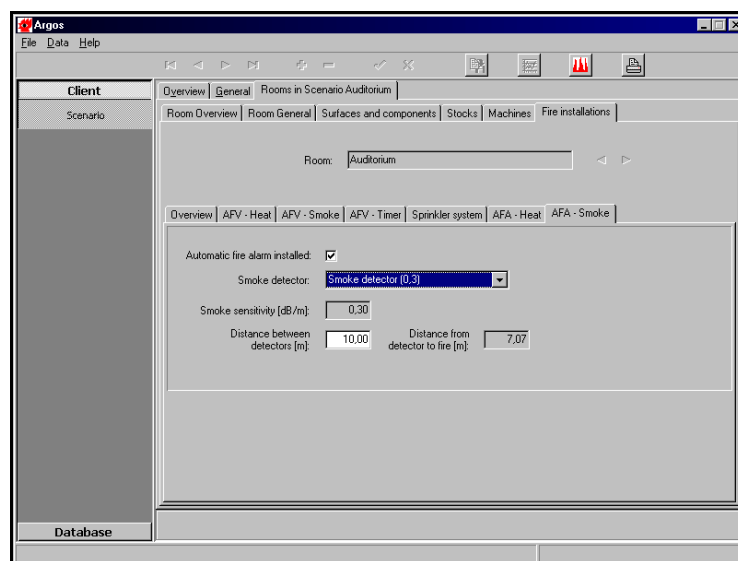 Argos
File Data Help
Client
Scenario
Database
Overview General Rooms in Scenario Auditorium
Room Overview Room General Surfaces and components Stocks Machines Fire installations
Room: Auditorium
Overview AFV - Heat AFV - Smoke AFV - Timer Sprinkler system AFA - Heat AFA - Smoke
Automatic fire alarm installed:
Smoke detector: Smoke detector (0,3)
Smoke sensitivity [dB/m]: 0,30
Distance between
detectors [m]: 10,00
Distance from
detector to fire [m]: 7,07